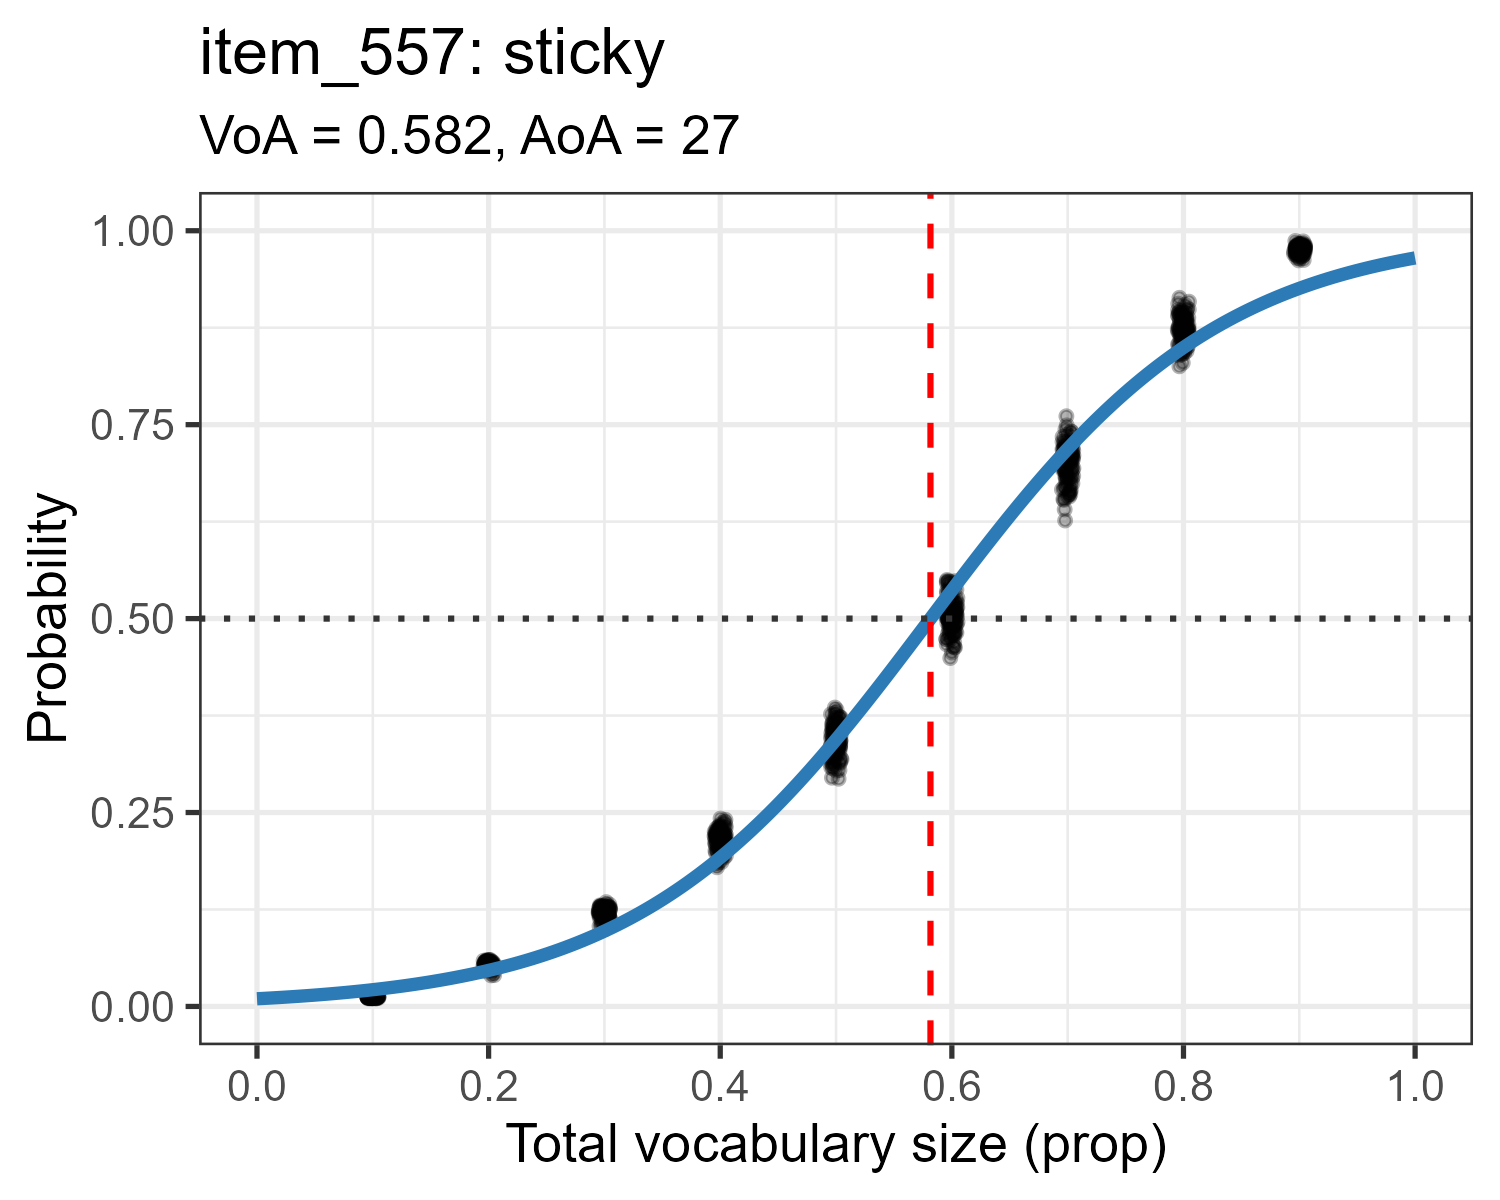 item_557: sticky
VoA = 0.582, AoA = 27
1.00
0.75
0.50
0.25
0.00
Probability
0.0 0.2 0.4 0.6 0.8 1.0
Total vocabulary size (prop)